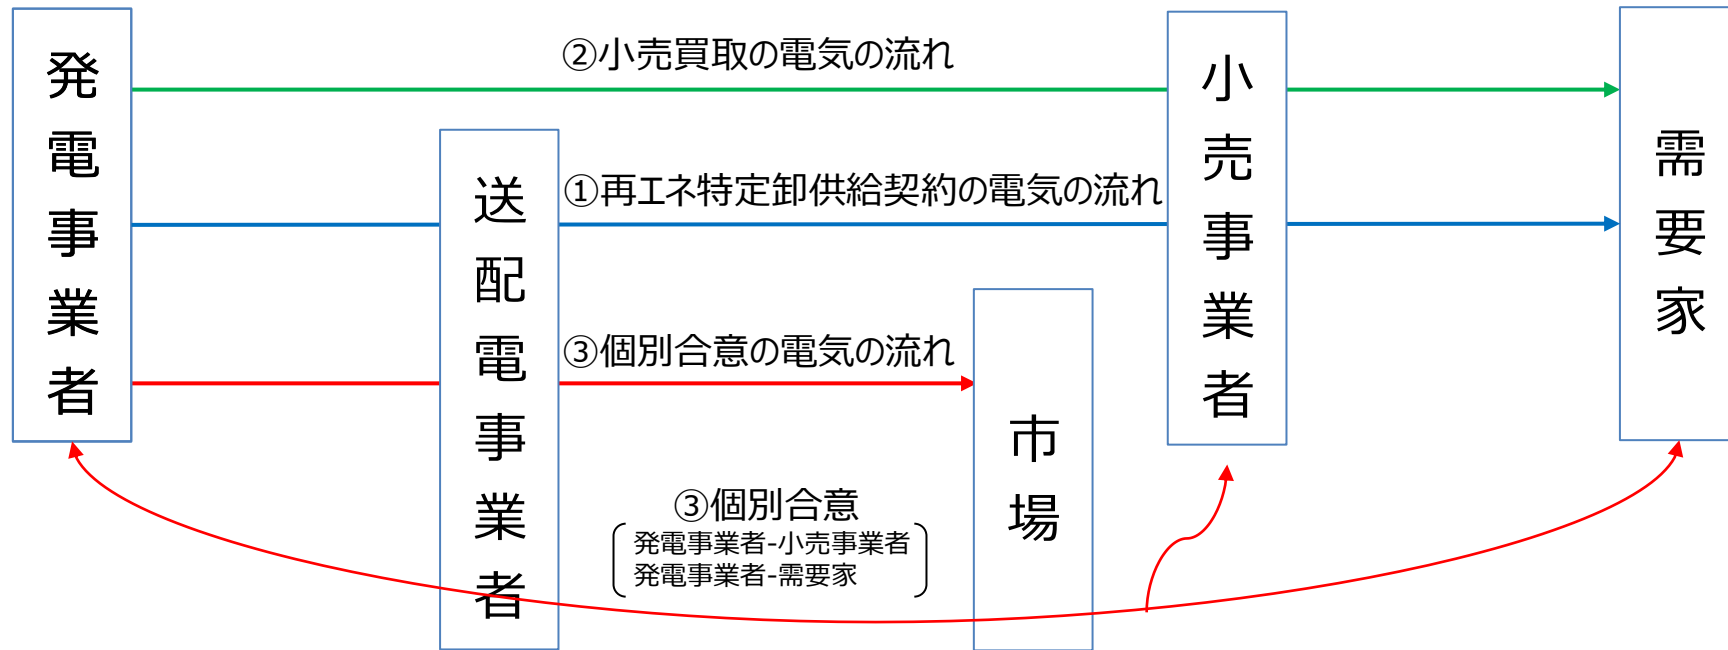 発電事業者
②小売買取の電気の流れ
小売事業者
需要家
送配電事業者
①再エネ特定卸供給契約の電気の流れ
③個別合意の電気の流れ
市場
③個別合意
発電事業者-小売事業者
発電事業者-需要家